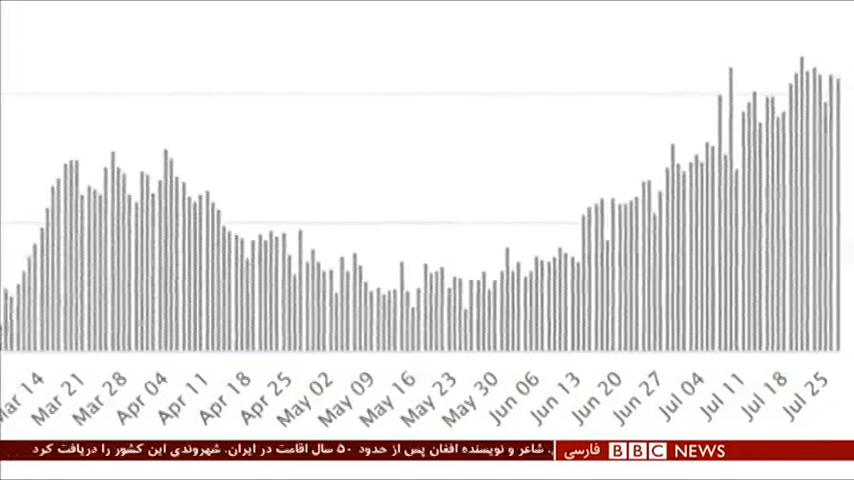 Mar 14
Mar 21
Mar 28
Apr 04
Apr 11
Apr 18
Apr 25
May 02
May 09
May 16
May 23
May 30
Jun 06
Jun 13
Jun 20
Jun 27
Jul 04
Jul 11
Jul 18
Jul 25
BBC NEWS فارسی
شاعر و نویسنده افغان پس از حدود ۵۰ سال اقامت در ایران، شهروندی این کشور را دریافت کرد